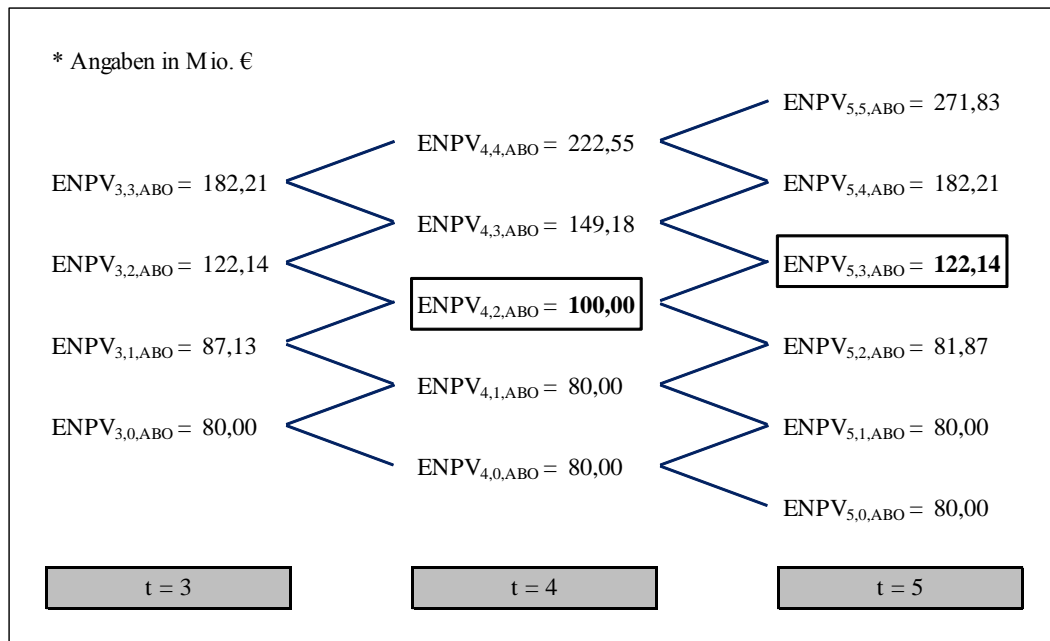 * Angaben in Mio. €
ENPV5,5,ABO = 271,83
ENPV4,4,ABO = 222,55
ENPV3,3,ABO = 182,21
ENPV5,4,ABO = 182,21
ENPV4,3,ABO = 149,18
ENPV3,2,ABO = 122,14
ENPV5,3,ABO = 122,14
ENPV4,2,ABO = 100,00
ENPV3,1,ABO = 87,13
ENPV5,2,ABO = 81,87
ENPV4,1,ABO = 80,00
ENPV3,0,ABO = 80,00
ENPV5,1,ABO = 80,00
ENPV4,0,ABO = 80,00
ENPV5,0,ABO = 80,00
t = 3
t = 4
t = 5